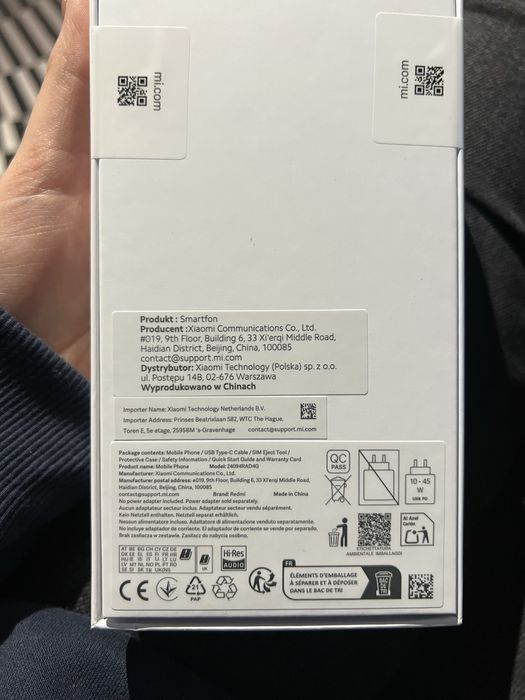 mi.com
mi.com
Produkt : Smartfon
Producent :Xiaomi Communications Co., Ltd.
#019, 9th Floor, Building 6, 33 Xi'erqi Middle Road,
Haidian District, Beijing, China, 100085
contact@support.mi.com
Dystrybutor: Xiaomi Technology (Polska) sp. z o.o.
ul. Postępu 14B, 02-676 Warszawa
Wyprodukowano w Chinach
Importer Name: Xiaomi Technology Netherlands B.V.
Importer Address: Prinses Beatrixlaan 582, WTC The Hague,
Toren E, 5e etage, 2595BM 's-Gravenhage contact@support.mi.com
Package contents: Mobile Phone / USB Type-C Cable / SIM Eject Tool /
Protective Case / Safety Information / Quick Start Guide and Warranty Card
Product name: Mobile Phone Model: 24094RAD4G
Manufacturer: Xiaomi Communications Co., Ltd.
Manufacturer postal address: #019, 9th Floor, Building 6, 33 Xi'erqi Middle Road,
Haidian District, Beijing, China, 100085
contact@support.mi.com Brand: Redmi Made in China
No power adapter included. Power adapter sold separately.
Aucun adaptateur secteur inclus. Adaptateur secteur vendu séparément.
Kein Netzteil enthalten. Netzteil separat erhältlich.
Nessun alimentatore incluso. Adattatore di alimentazione venduto separatamente.
No incluye adaptador de corriente. El adaptador de corriente se vende por separado.
Brak zasilacza w zestawie. Zasilacz do nabycia osobno.
QC
PASS
10 - 45
W
USB PD
Al Azul
Cartón
ETICHETTATURA
AMBIENTALE IMBALLAGGI
AT BE BG CH CY CZ DE
DK EE EL ES FI FR HR
HU IE IS IT LI LT LU
LV MT NL NO PL PT RO
SE SI SK TR UK(NI)
UK
Hi-Res
AUDIO
CE
21
PAP
FR
ÉLÉMENTS D'EMBALLAGE
À SÉPARER ET À DÉPOSER
DANS LE BAC DE TRI
BAC
DE
TRI